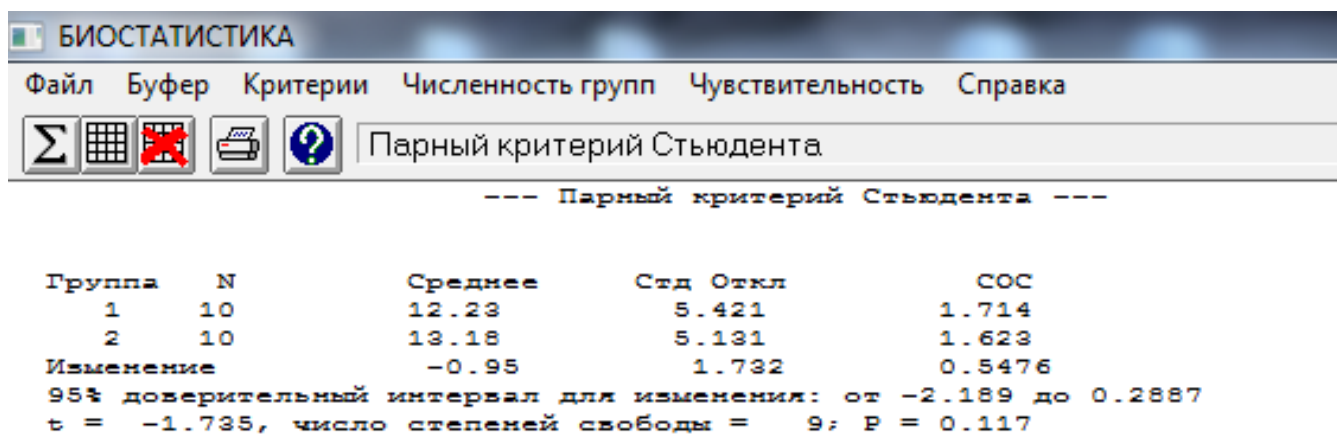 БИОСТАТИСТИКА
Файл Буфер Критерии Численность групп Чувствительность Справка
Парный критерий Стьюдента
--- Парный критерий Стьюдента ---
Группа N Среднее Стд Откл СОС
1 10 12.23 5.421 1.714
2 10 13.18 5.131 1.623
Изменение -0.95 1.732 0.5476
95% доверительный интервал для изменения: от -2.189 до 0.2887
t = -1.735, число степеней свободы = 9; P = 0.117